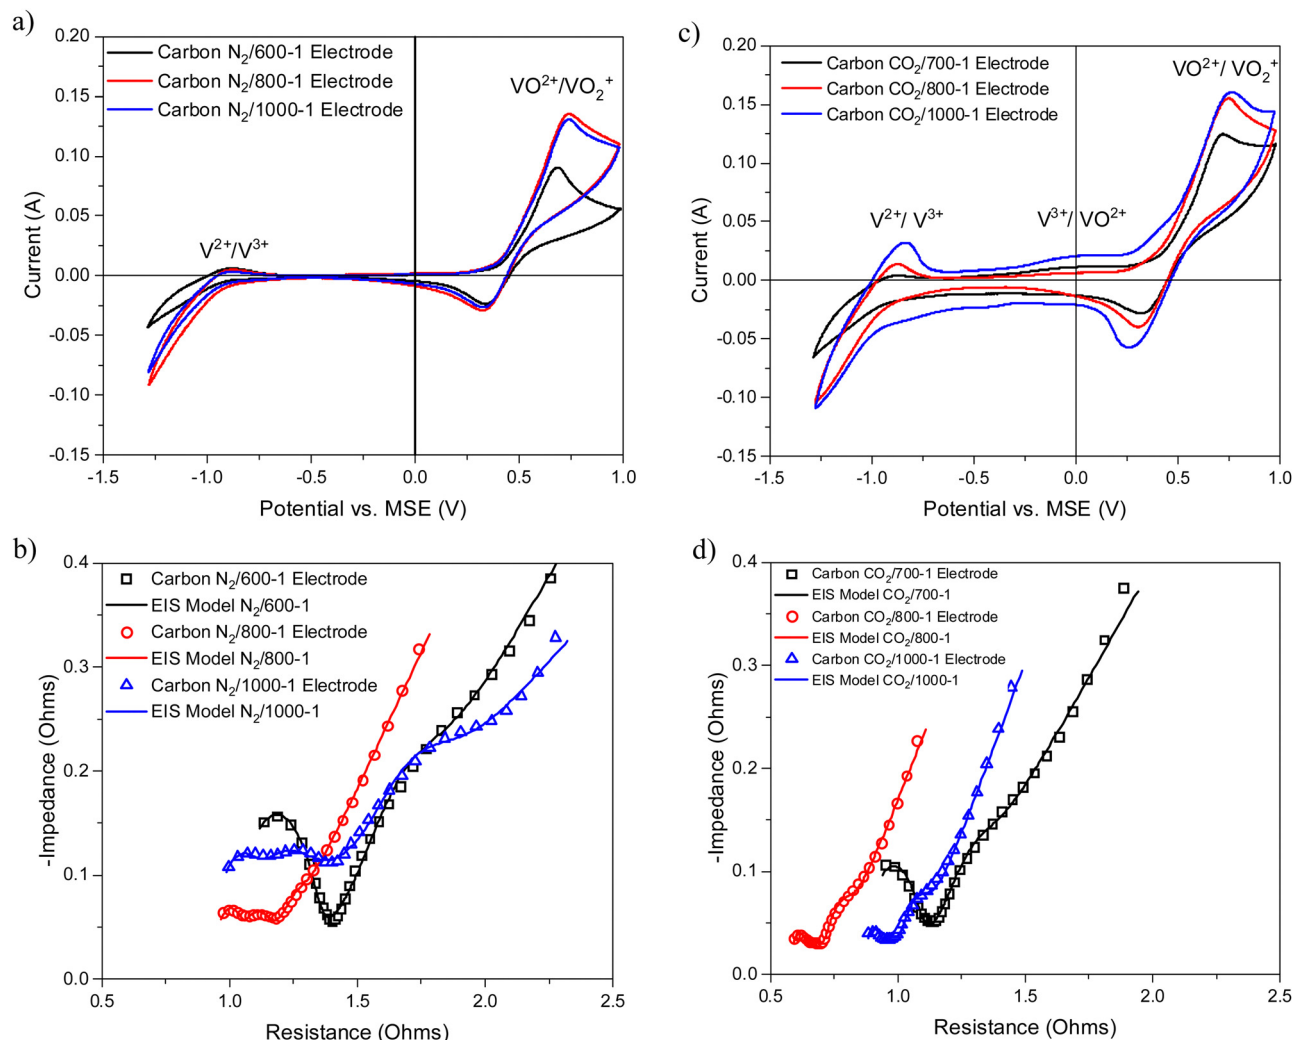 a)
Carbon N₂/600-1 Electrode
Carbon N₂/800-1 Electrode
Carbon N₂/1000-1 Electrode
VO²⁺/VO₂⁺
V²⁺/V³⁺
0.20
0.15
0.10
0.05
0.00
-0.05
-0.10
-0.15
Current (A)
-1.5
-1.0
-0.5
0.0
0.5
1.0
Potential vs. MSE (V)
c)
Carbon CO₂/700-1 Electrode
Carbon CO₂/800-1 Electrode
Carbon CO₂/1000-1 Electrode
VO²⁺/ VO₂⁺
V²⁺/ V³⁺
V³⁺/ VO²⁺
0.20
0.15
0.10
0.05
0.00
-0.05
-0.10
-0.15
Current (A)
-1.5
-1.0
-0.5
0.0
0.5
1.0
Potential vs. MSE (V)
b)
Carbon N₂/600-1 Electrode
EIS Model N₂/600-1
Carbon N₂/800-1 Electrode
EIS Model N₂/800-1
Carbon N₂/1000-1 Electrode
EIS Model N₂/1000-1
0.4
0.3
0.2
0.1
0.0
-Impedance (Ohms)
0.5
1.0
1.5
2.0
2.5
Resistance (Ohms)
d)
Carbon CO₂/700-1 Electrode
EIS Model CO₂/700-1
Carbon CO₂/800-1 Electrode
EIS Model CO₂/800-1
Carbon CO₂/1000-1 Electrode
EIS Model CO₂/1000-1
0.4
0.3
0.2
0.1
0.0
-Impedance (Ohms)
0.5
1.0
1.5
2.0
2.5
Resistance (Ohms)